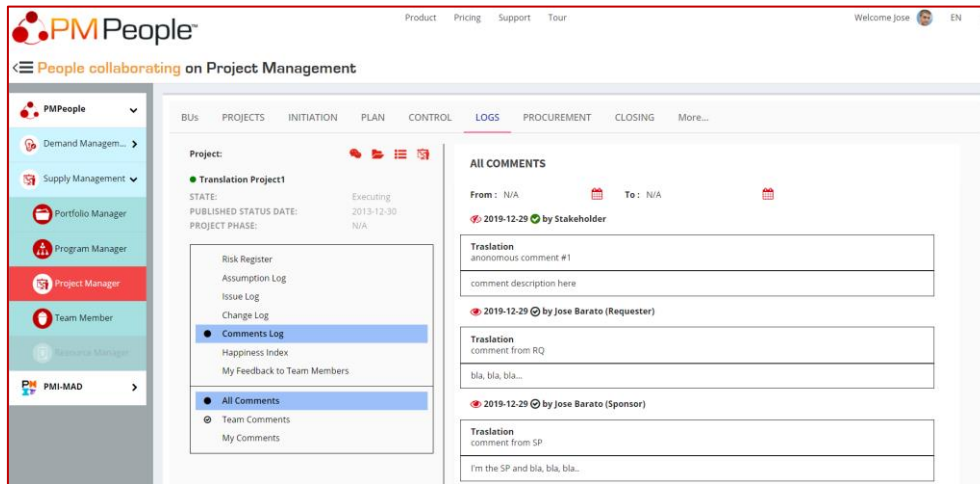 PMPeople
Product Pricing Support Tour Welcome Jose EN
People collaborating on Project Management
PMPeople
Demand Managem...
Supply Management
Portfolio Manager
Program Manager
Project Manager
Team Member
Resource Manager
PMI-MAD
BUs PROJECTS INITIATION PLAN CONTROL LOGS PROCUREMENT CLOSING More...
Project:
Translation Project1
STATE: Executing
PUBLISHED STATUS DATE: 2013-12-30
PROJECT PHASE: N/A
Risk Register
Assumption Log
Issue Log
Change Log
Comments Log
Happiness Index
My Feedback to Team Members
All Comments
Team Comments
My Comments
All COMMENTS
From : N/A To : N/A
2019-12-29 by Stakeholder
Traslation
anonomous comment #1
comment description here
2019-12-29 by Jose Barato (Requester)
Traslation
comment from RQ
bla, bla, bla...
2019-12-29 by Jose Barato (Sponsor)
Traslation
comment from SP
I'm the SP and bla, bla, bla..